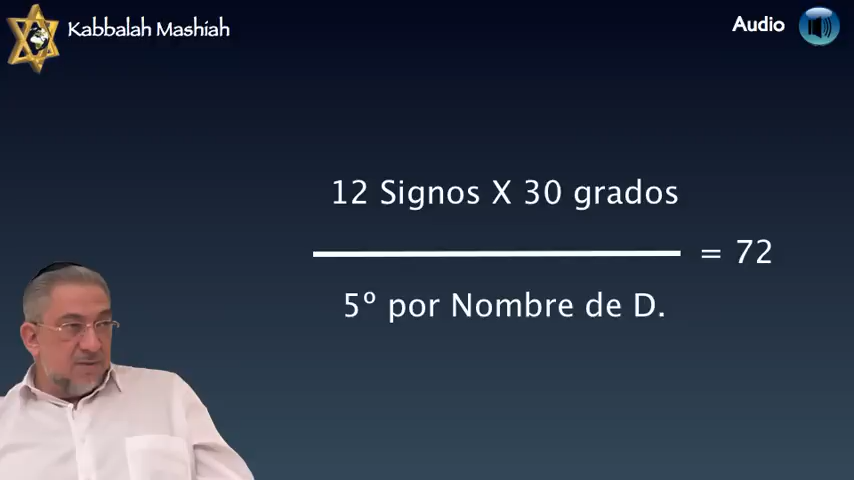 Kabbalah Mashiah
Audio
12 Signos X 30 grados
= 72
5º por Nombre de D.